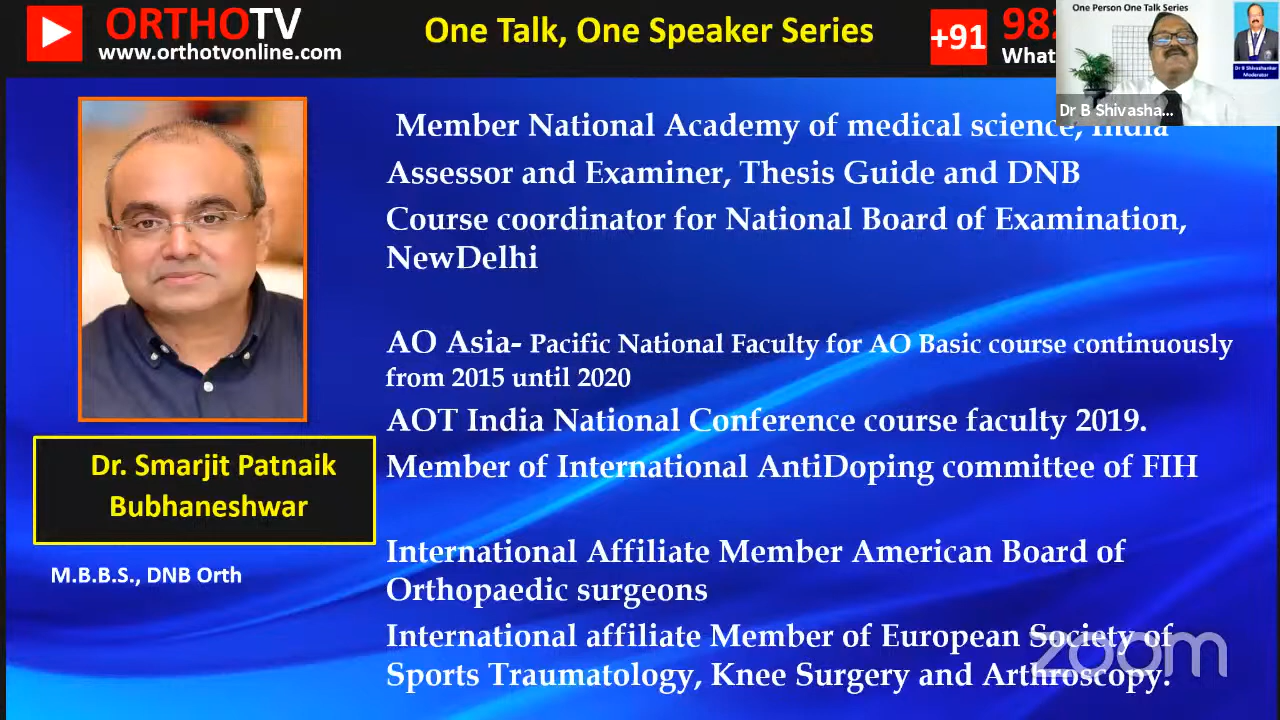 ORTHOTV
www.orthotvonline.com
One Talk, One Speaker Series
+91
One Person One Talk Series
Dr B Shivashankar
Moderator
Dr B Shivasha...
Member National Academy of medical science, India
Assessor and Examiner, Thesis Guide and DNB
Course coordinator for National Board of Examination,
NewDelhi
AO Asia- Pacific National Faculty for AO Basic course continuously
from 2015 until 2020
AOT India National Conference course faculty 2019.
Member of International AntiDoping committee of FIH
International Affiliate Member American Board of
Orthopaedic surgeons
International affiliate Member of European Society of
Sports Traumatology, Knee Surgery and Arthroscopy.
Dr. Smarjit Patnaik
Bubhaneshwar
M.B.B.S., DNB Orth
zoom